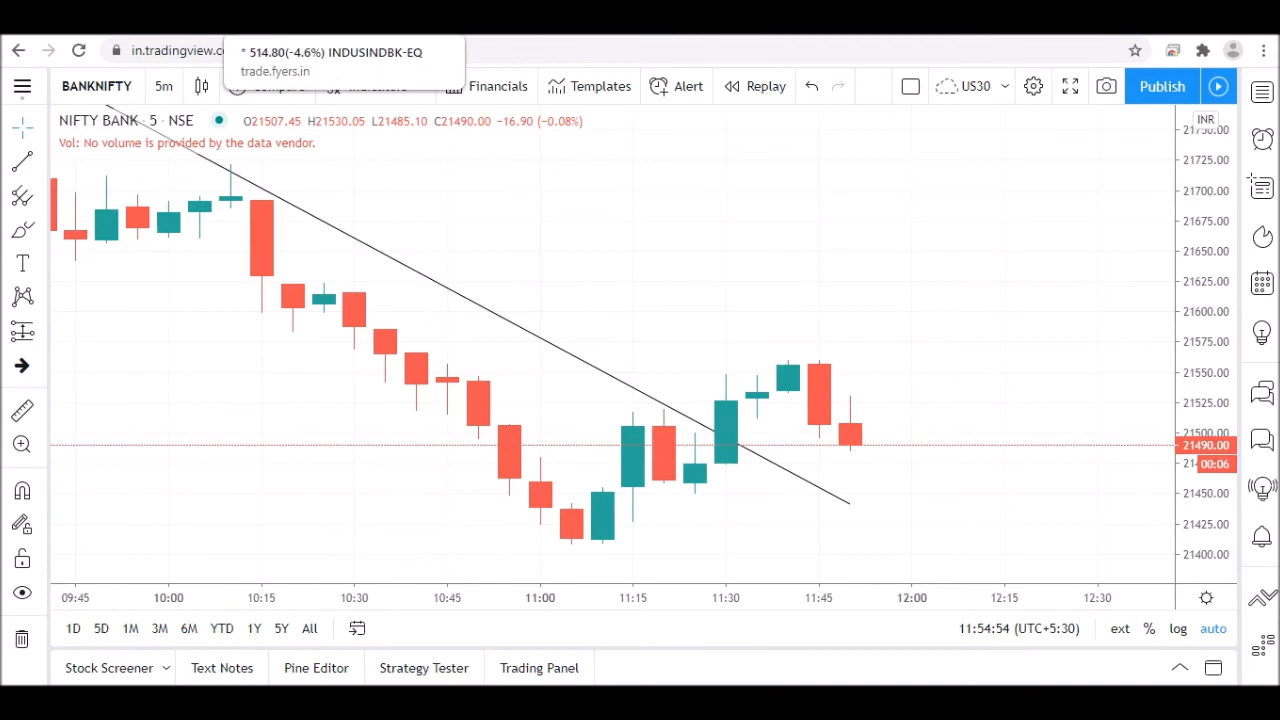 in.tradingview.co
* 514.80(-4.6%) INDUSINDBK-EQ
trade.fyers.in
BANKNIFTY 5m Financials Templates Alert Replay US30 Publish
NIFTY BANK · 5 · NSE O21507.45 H21530.05 L21485.10 C21490.00 −16.90 (−0.08%)
Vol: No volume is provided by the data vendor.
INR
21750.00
21725.00
21700.00
21675.00
21650.00
21625.00
21600.00
21575.00
21550.00
21525.00
21500.00
21490.00
00:06
21450.00
21425.00
21400.00
09:45 10:00 10:15 10:30 10:45 11:00 11:15 11:30 11:45 12:00 12:15 12:30
1D 5D 1M 3M 6M YTD 1Y 5Y All 11:54:54 (UTC+5:30) ext % log auto
Stock Screener Text Notes Pine Editor Strategy Tester Trading Panel